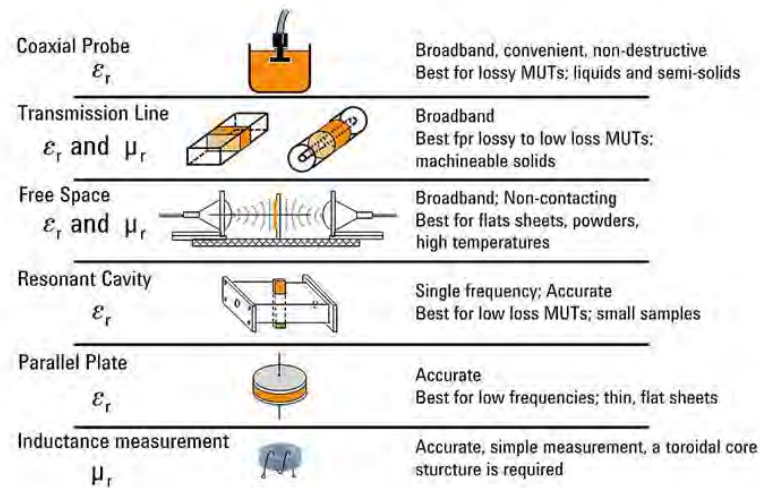 Coaxial Probe
εr
Broadband, convenient, non-destructive
Best for lossy MUTs; liquids and semi-solids
Transmission Line
εr and μr
Broadband
Best fpr lossy to low loss MUTs:
machineable solids
Free Space
εr and μr
Broadband; Non-contacting
Best for flats sheets, powders,
high temperatures
Resonant Cavity
εr
Single frequency; Accurate
Best for low loss MUTs; small samples
Parallel Plate
εr
Accurate
Best for low frequencies; thin, flat sheets
Inductance measurement
μr
Accurate, simple measurement, a toroidal core
sturcture is required